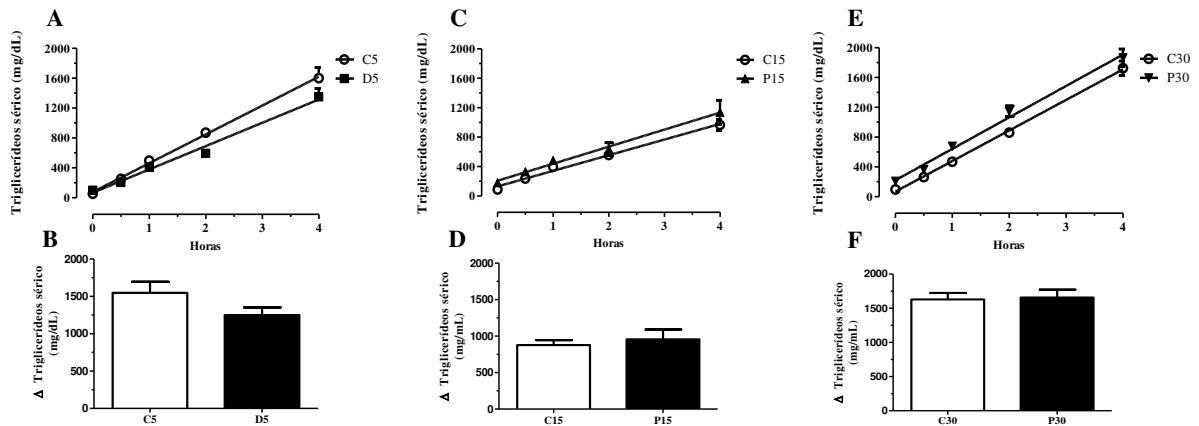 A
Triglicerídeos sérico (mg/dL)
2000
1600
1200
800
400
0
0
1
2
3
4
Horas
C5
D5
C
Triglicerídeos sérico (mg/dL)
2000
1600
1200
800
400
0
0
1
2
3
4
Horas
C15
P15
E
Triglicerídeos sérico (mg/dL)
2000
1600
1200
800
400
0
0
1
2
3
4
Horas
C30
P30
B
Δ Triglicerídeos sérico
(mg/dL)
2000
1500
1000
500
0
C5
D5
D
Δ Triglicerídeos sérico
(mg/mL)
2000
1500
1000
500
0
C15
P15
F
Δ Triglicerídeos sérico
(mg/mL)
2000
1500
1000
500
0
C30
P30